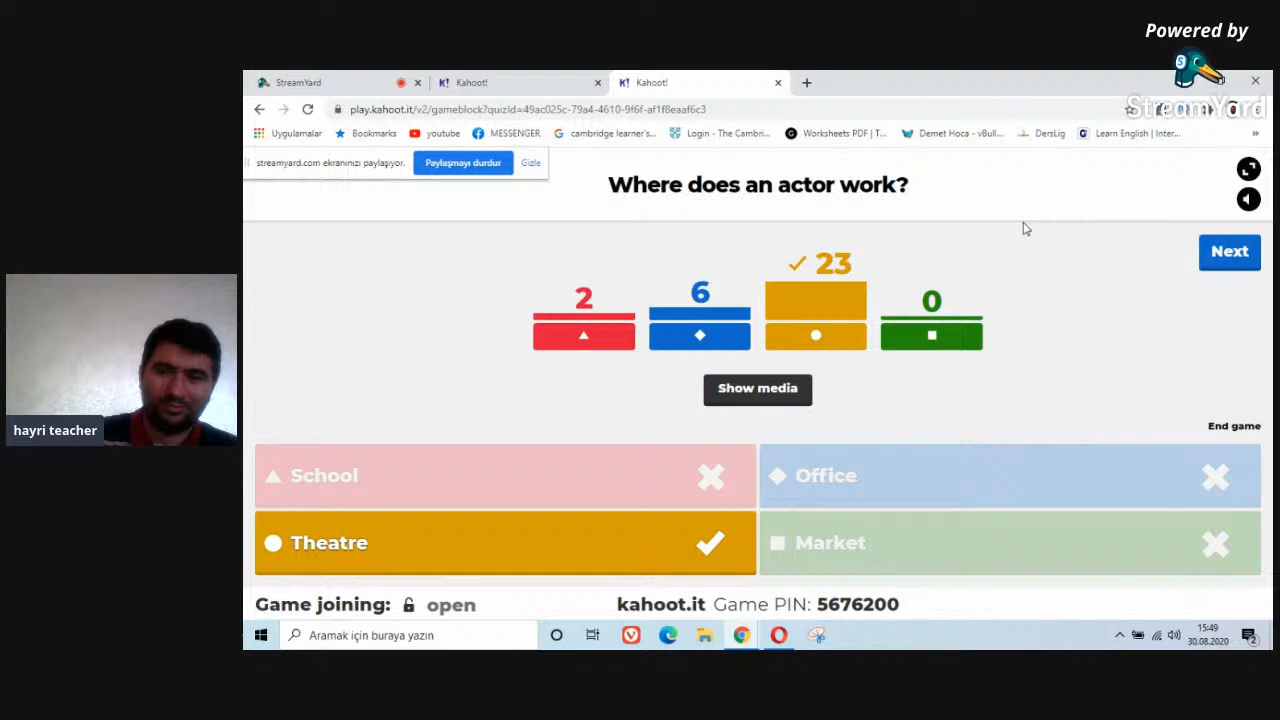 Powered by
StreamYard
StreamYard
Kahoot!
Kahoot!
play.kahoot.it/v2/gameblock?quizId=49ac025c-79a4-4610-9f6f-af1f8eaaf6c3
Uygulamalar
Bookmarks
youtube
MESSENGER
cambridge learner's...
Login - The Cambri...
Worksheets PDF | T...
Demet Hoca - vBull...
DersLig
Learn English | Inter...
streamyard.com ekranınızı paylaşıyor.
Paylaşmayı durdur
Gizle
Where does an actor work?
Next
2
6
23
0
Show media
hayri teacher
End game
School
Office
Theatre
Market
Game joining: open
kahoot.it Game PIN: 5676200
Aramak için buraya yazın
15:49
30.08.2020
2